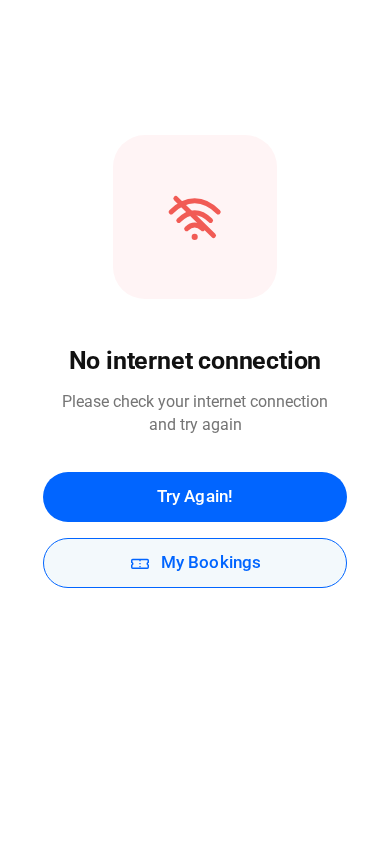 No internet connection
Please check your internet connection
and try again
Try Again!
My Bookings